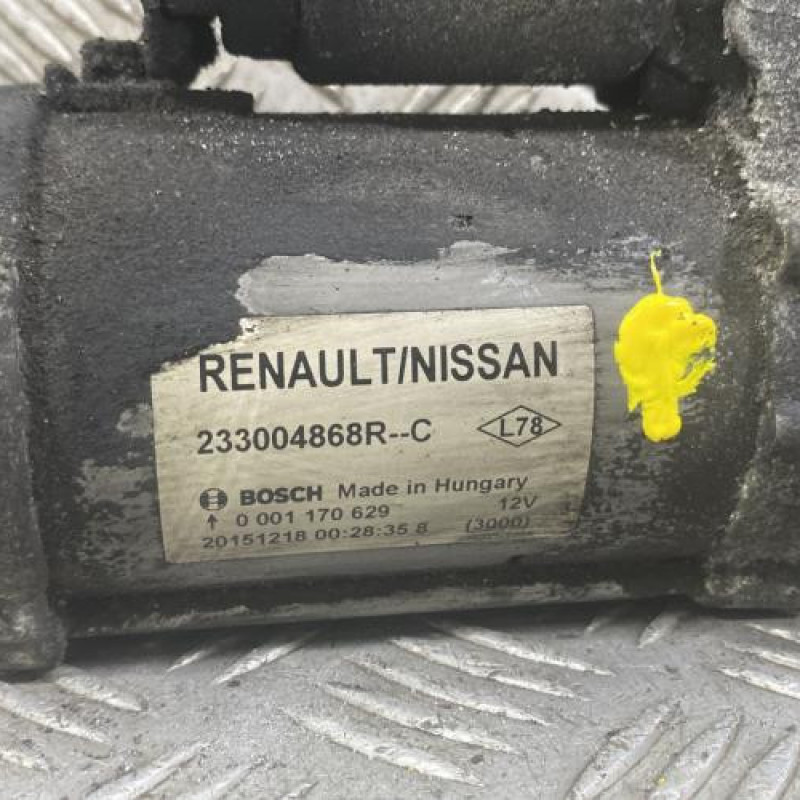 RENAULT/NISSAN
233004868R--C L78
BOSCH Made in Hungary
0 001 170 629 12V
20151218 00:28:35 8 (3000)